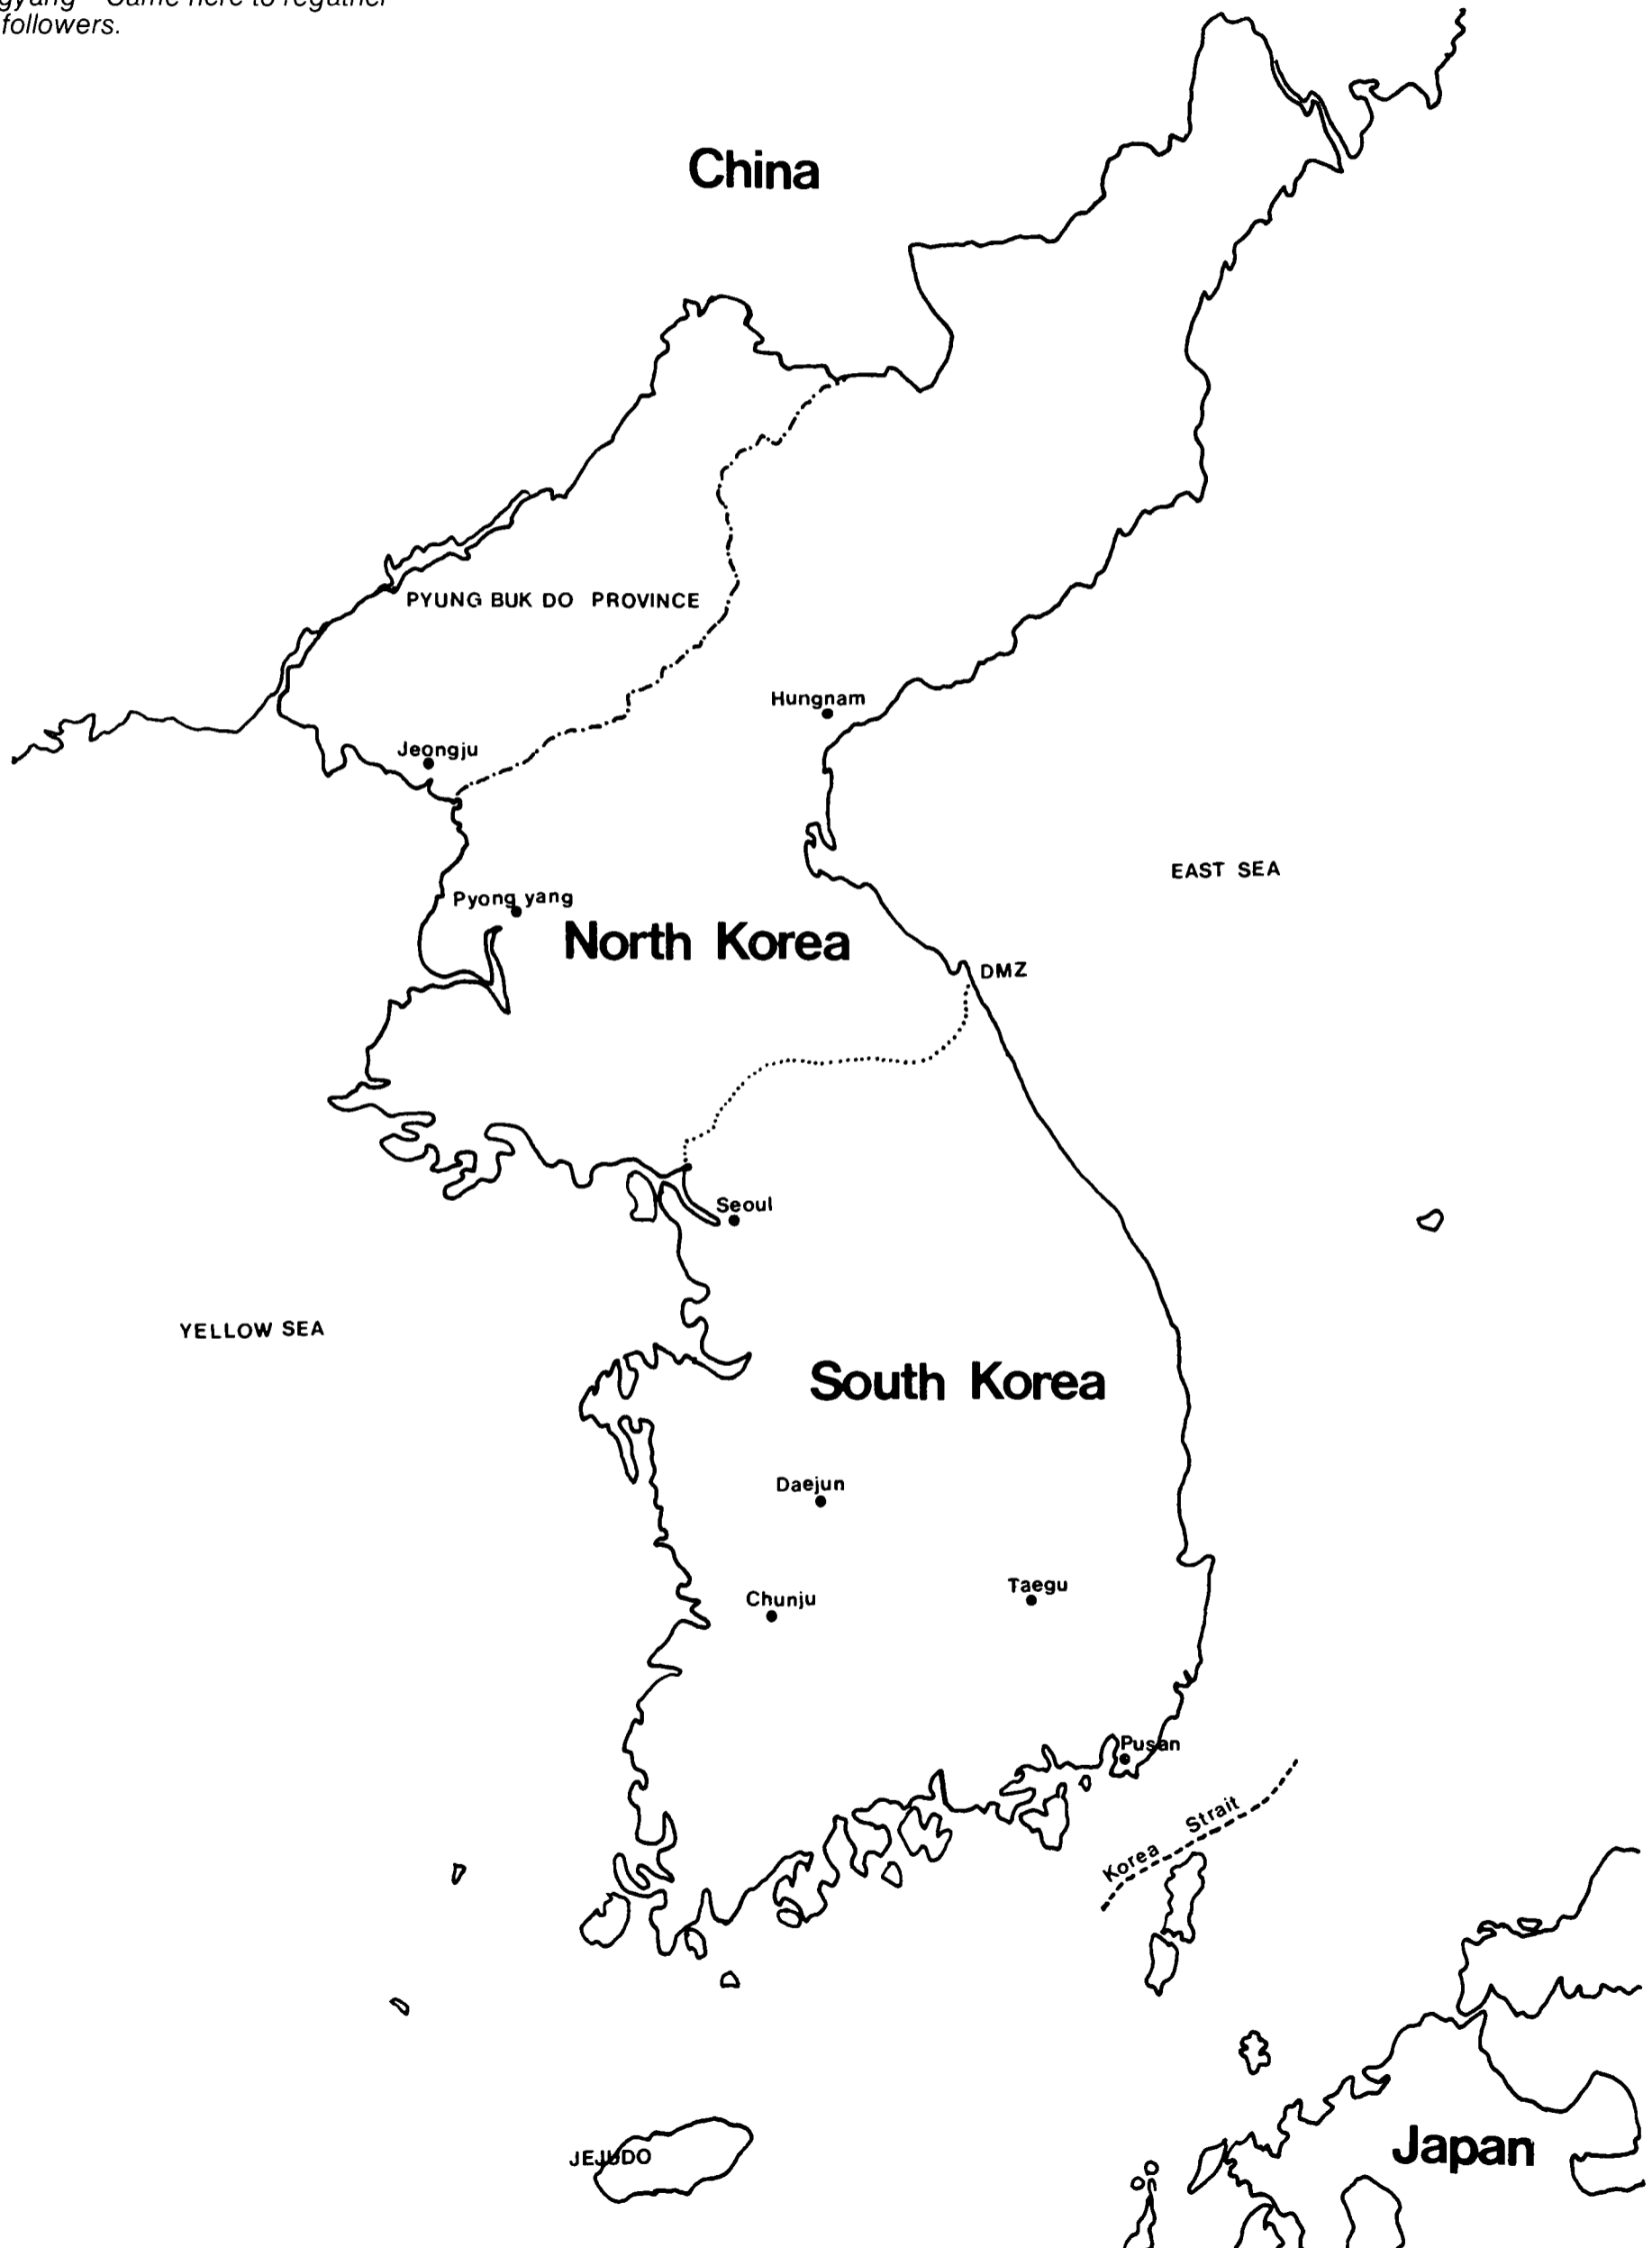 followers.
China
PYUNG BUK DO PROVINCE
Hungnam
Jeongju
EAST SEA
Pyong yang
North Korea
DMZ
Seoul
YELLOW SEA
South Korea
Daejun
Taegu
Chunju
Pusan
Korea Strait
Japan
JEJUDO